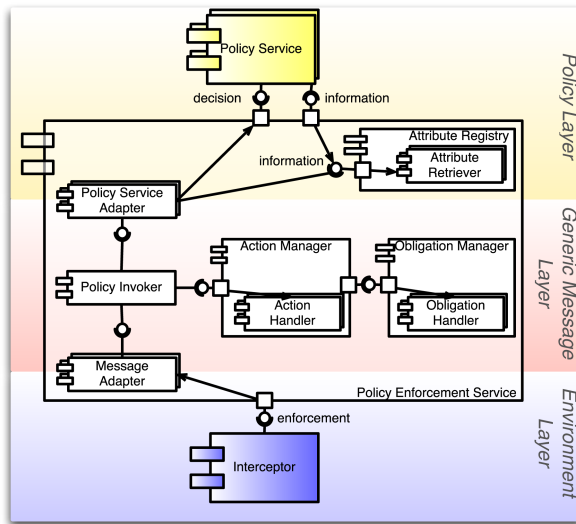 Policy Service
decision
information
Attribute Registry
information
Attribute
Retriever
Policy Service
Adapter
Action Manager
Obligation Manager
Policy Invoker
Action
Handler
Obligation
Handler
Message
Adapter
Policy Enforcement Service
enforcement
Interceptor
Policy Layer
Generic Message
Layer
Environment
Layer